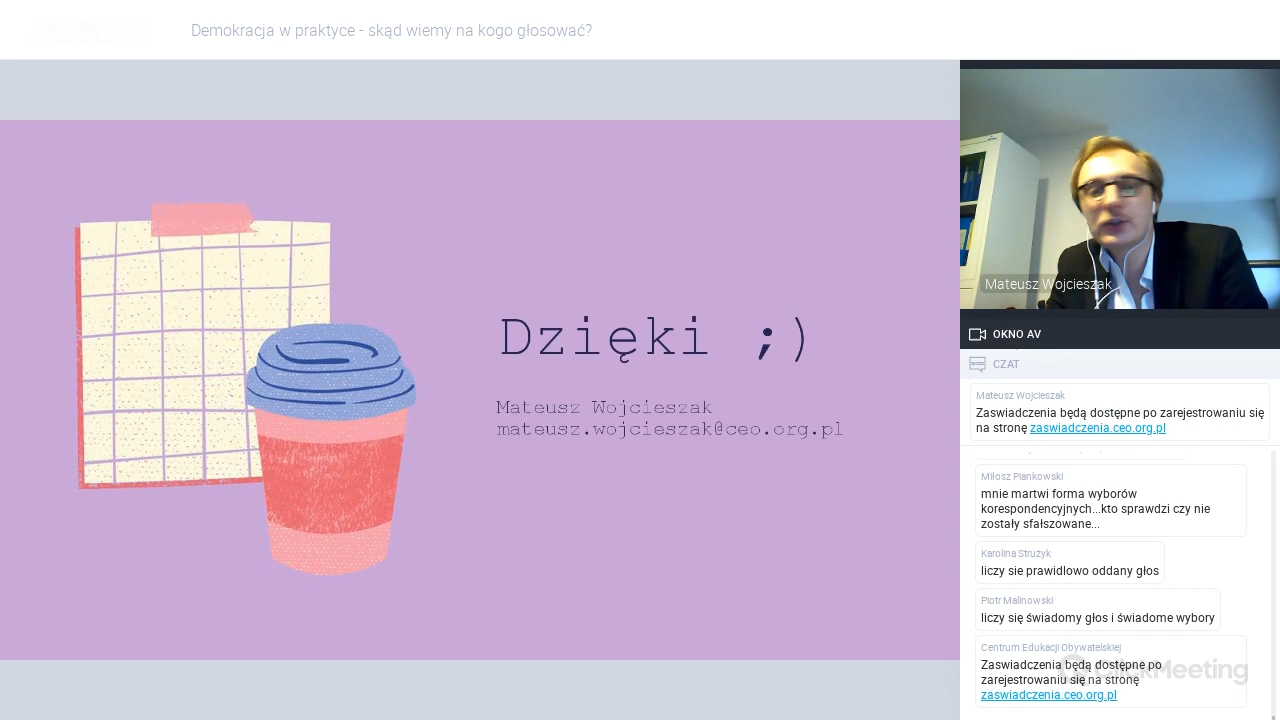 Demokracja w praktyce - skąd wiemy na kogo głosować?
Dzięki ;)
Mateusz Wojcieszak
mateusz.wojcieszak@ceo.org.pl
Mateusz Wojcieszak
OKNO AV
CZAT
Mateusz Wojcieszak
Zaswiadczenia będą dostępne po zarejestrowaniu się
na stronę zaswiadczenia.ceo.org.pl
Miłosz Piankowski
mnie martwi forma wyborów
korespondencyjnych...kto sprawdzi czy nie
zostały sfałszowane...
Karolina Strużyk
liczy sie prawidlowo oddany głos
Piotr Malinowski
liczy się świadomy głos i świadome wybory
Centrum Edukacji Obywatelskiej
Zaswiadczenia będą dostępne po
zarejestrowaniu się na stronę
zaswiadczenia.ceo.org.pl
ClickMeeting